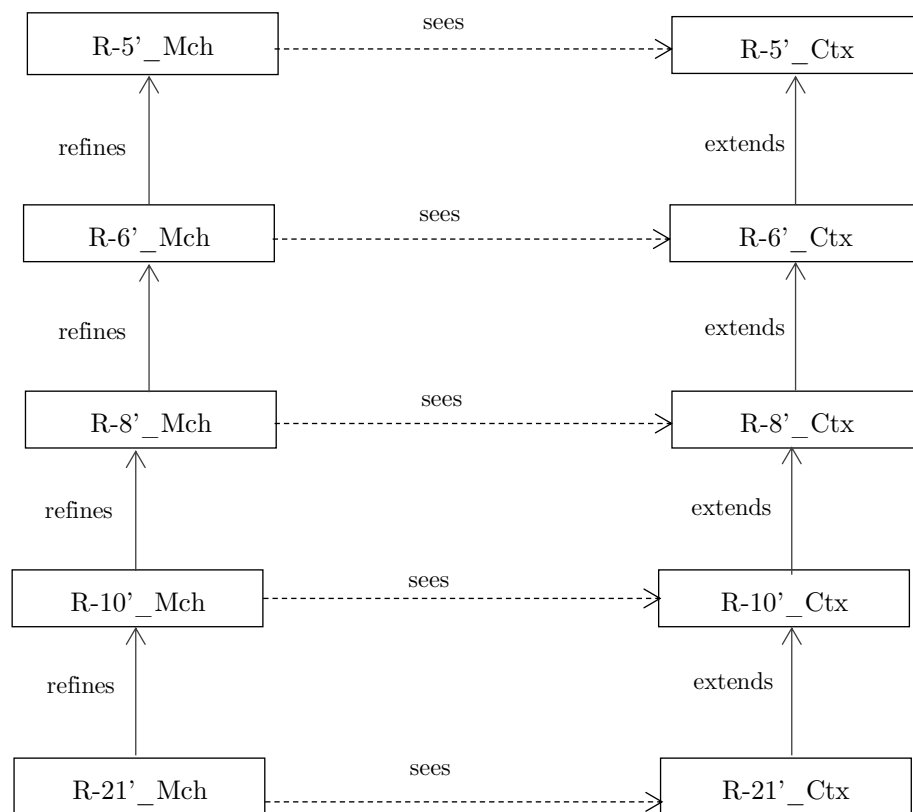 sees
R-5'_Mch
R-5'_Ctx
refines
extends
sees
R-6'_Mch
R-6'_Ctx
refines
extends
sees
R-8'_Mch
R-8'_Ctx
refines
extends
sees
R-10'_Mch
R-10'_Ctx
refines
extends
sees
R-21'_Mch
R-21'_Ctx